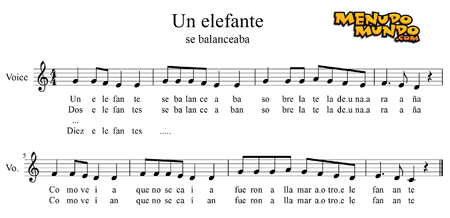 Un elefante
se balanceaba
MENUDO
MUNDO
.COM
Voice
Un e le fan te se ba lan ce a ba so bre la te la de.u na.a ra a ña
Dos e le fan tes se ba lan ce a ban so bre la te la de.u na.a ra a ña
...
Diez e le fan tes .....
5
Vo.
Co mo ve i a que no se ca i a fue ron a lla mar a.o tro.c le fan an te
Co mo ve i an que no se ca i an fue ron a lla mar a.o tro.c le fan an te